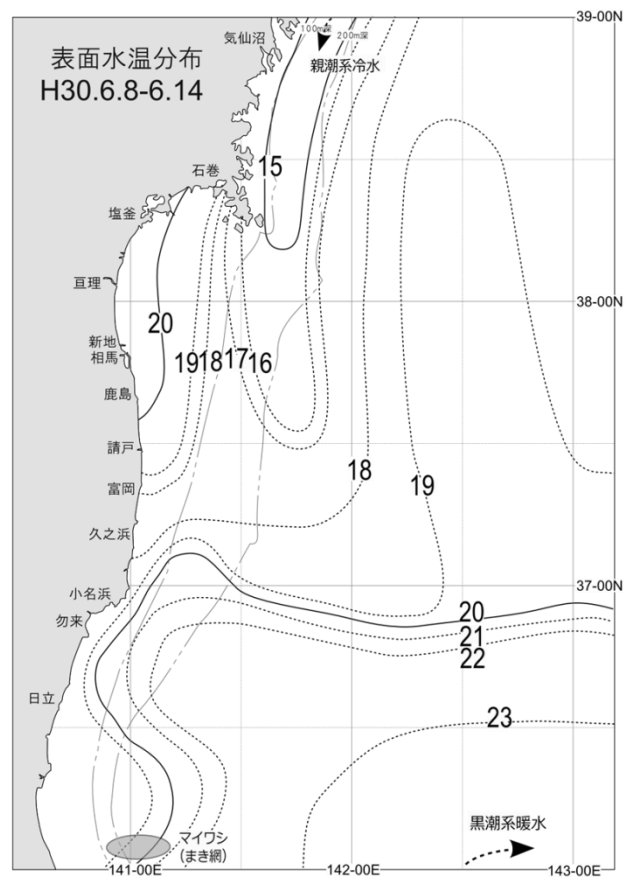 39-00N
気仙沼
100m深
200m深
表面水温分布
H30.6.8-6.14
親潮系冷水
石巻
15
塩釜
亘理
38-00N
20
新地
相馬
19
18
17
16
鹿島
請戸
18
19
富岡
久之浜
37-00N
小名浜
20
勿来
21
22
日立
23
マイワシ
(まき網)
黒潮系暖水
141-00E
142-00E
143-00E